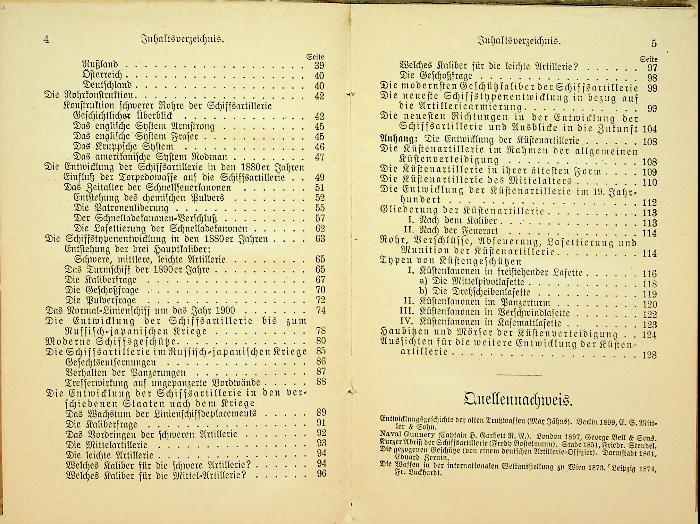 4 Inhaltsverzeichnis.
Seite
Rußland . . . . . . . . . . 39
Österreich . . . . . . . . . . 40
Deutschland . . . . . . . . . . 40
Die Rohrkonstruktion . . . . . . . . . . 42
Konstruktion schwerer Rohre der Schiffsartillerie
Geschichtlicher Überblick . . . . . . . . . . 42
Das englische System Armstrong . . . . . . . . . . 45
Das englische System Fraser . . . . . . . . . . 45
Das Kruppsche System . . . . . . . . . . 46
Das amerikanische System Rodman . . . . . . . . . . 47
Die Entwicklung der Schiffsartillerie in den 1880er Jahren
Einfluß der Torpedowaffe auf die Schiffsartillerie . . 49
Das Zeitalter der Schnellfeuerkanonen . . . . . . . . . . 51
Entstehung des chemischen Pulvers . . . . . . . . . . 52
Die Patronenliderung . . . . . . . . . . 55
Der Schnelladekanonen-Verschluß . . . . . . . . . . 57
Die Lafettierung der Schnelladekanonen . . . . . 62
Die Schiffstypenentwicklung in den 1880er Jahren . . . . 63
Entstehung der drei Hauptkaliber:
Schwere, mittlere, leichte Artillerie . . . . . . . . . . 65
Das Turmschiff der 1890er Jahre . . . . . . . . . . 65
Die Kaliberfrage . . . . . . . . . . 67
Die Geschoßfrage . . . . . . . . . . 70
Die Pulverfrage . . . . . . . . . . 72
Das Normal-Linienschiff um das Jahr 1900 . . . . . . . 74
Die Entwicklung der Schiffsartillerie bis zum
Russisch-japanischen Kriege . . . . . . . . . . 78
Moderne Schiffsgeschütze . . . . . . . . . . 80
Die Schiffsartillerie im Russisch-japanischen Kriege 85
Gefechtsentfernungen . . . . . . . . . . 86
Verhalten der Panzerungen . . . . . . . . . . 87
Trefferwirkung auf ungepanzerte Bordwände . . . . 88
Die Entwicklung der Schiffsartillerie in den ver-
schiedenen Staaten nach dem Kriege
Das Wachstum der Linienschiffsdeplacements . . . . 89
Die Kaliberfrage . . . . . . . . . . 91
Das Vordringen der schweren Artillerie . . . . . . . 92
Die Mittelartillerie . . . . . . . . . . 93
Die leichte Artillerie . . . . . . . . . . 94
Welches Kaliber für die schwere Artillerie? . . . . . . 94
Welches Kaliber für die Mittel-Artillerie? . . . . . . 96
Inhaltsverzeichnis. 5
Seite
Welches Kaliber für die leichte Artillerie? . . . . . . 97
Die Geschoßfrage . . . . . . . . . . 98
Die modernsten Geschützkaliber der Schiffsartillerie 99
Die neueste Schiffstypenentwicklung in bezug auf
die Artilleriearmierung . . . . . . . . . . 99
Die neuesten Richtungen in der Entwicklung der
Schiffsartillerie und Ausblicke in die Zukunft 104
Anhang: Die Entwicklung der Küstenartillerie . . . . . . 108
Die Küstenartillerie im Rahmen der allgemeinen
Küstenverteidigung . . . . . . . . . . 108
Die Küstenartillerie in ihrer ältesten Form . . . . 109
Die Küstenartillerie des Mittelalters . . . . . . . 110
Die Entwicklung der Küstenartillerie im 19. Jahr-
hundert . . . . . . . . . . 112
Gliederung der Küstenartillerie . . . . . . . . . . 113
I. Nach dem Kaliber . . . . . . . . . . 113
II. Nach der Feuerart . . . . . . . . . . 114
Rohr, Verschlüsse, Abfeuerung, Lafettierung und
Munition der Küstenartillerie . . . . . . . . . . 114
Typen von Küstengeschützen
I. Küstenkanonen in freistehender Lafette . . . . . . 116
a) Die Mittelpivotlafette . . . . . . . . . . 118
b) Die Drehscheibenlafette . . . . . . . . . . 119
II. Küstenkanonen in Panzerturm . . . . . . . . . . 120
III. Küstenkanonen in Verschwindlafette . . . . . . . 122
IV. Küstenkanonen in Kasemattlafette . . . . . . . . 123
Haubitzen und Mörser der Küstenverteidigung . . 124
Aussichten für die weitere Entwicklung der Küsten-
artillerie . . . . . . . . . . 128
Quellennachweis.
Entwicklungsgeschichte der alten Trutzwaffen (Max Jähns). Berlin 1899, E. S. Mitt-
ler & Sohn.
Naval Gunnery (Captain H. Garbett R. N.). London 1897, George Bell & Sons.
Kurzer Abriß der Schiffsartillerie (Fredy Costelmann). Stade 1851, Friedr. Stendel.
Die gezogenen Geschütze (von einem deutschen Artillerie-Offizier). Darmstadt 1861,
Eduard Zernin.
Die Waffen in der internationalen Weltausstellung zu Wien 1873. Leipzig 1874,
Fr. Luckhardt.